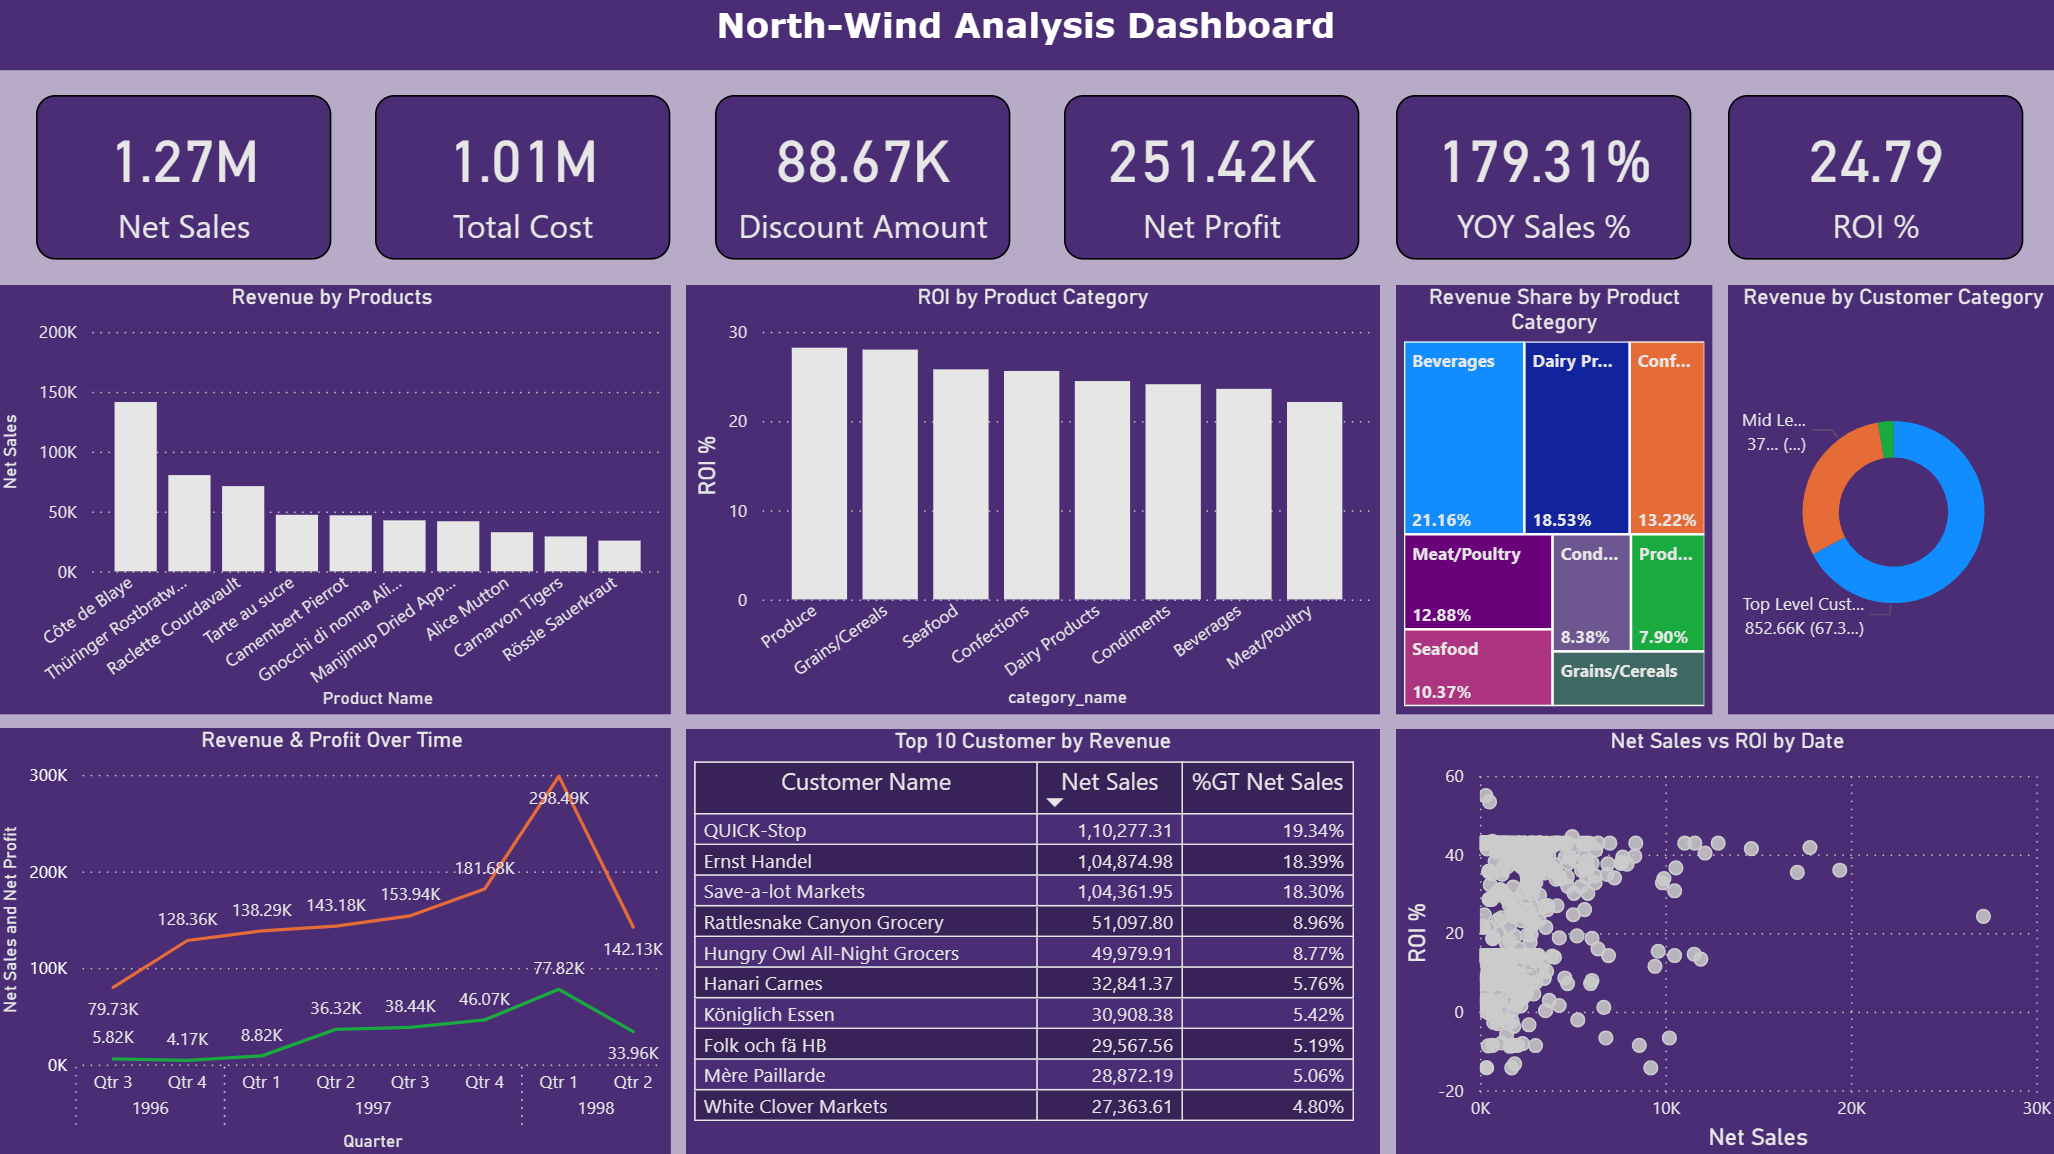 North-Wind Analysis Dashboard
1.27M
Net Sales
1.01M
Total Cost
88.67K
Discount Amount
251.42K
Net Profit
179.31%
YOY Sales %
24.79
ROI %
Revenue by Products
Net Sales
200K
150K
100K
50K
0K
Côte de Blaye
Thüringer Rostbratw...
Raclette Courdavault
Tarte au sucre
Camembert Pierrot
Gnocchi di nonna Ali...
Manjimup Dried App...
Alice Mutton
Carnarvon Tigers
Rössle Sauerkraut
Product Name
ROI by Product Category
ROI %
30
20
10
0
Produce
Grains/Cereals
Seafood
Confections
Dairy Products
Condiments
Beverages
Meat/Poultry
category_name
Revenue Share by Product
Category
Beverages
21.16%
Dairy Pr...
18.53%
Conf...
13.22%
Meat/Poultry
12.88%
Cond...
8.38%
Prod...
7.90%
Seafood
10.37%
Grains/Cereals
Revenue by Customer Category
Mid Le...
37... (...)
Top Level Cust...
852.66K (67.3...)
Revenue & Profit Over Time
Net Sales and Net Profit
300K
200K
100K
0K
79.73K
128.36K
138.29K
143.18K
153.94K
181.68K
298.49K
142.13K
5.82K
4.17K
8.82K
36.32K
38.44K
46.07K
77.82K
33.96K
Qtr 3 Qtr 4 Qtr 1 Qtr 2 Qtr 3 Qtr 4 Qtr 1 Qtr 2
1996 1997 1998
Quarter
Top 10 Customer by Revenue
Customer Name Net Sales %GT Net Sales
QUICK-Stop 1,10,277.31 19.34%
Ernst Handel 1,04,874.98 18.39%
Save-a-lot Markets 1,04,361.95 18.30%
Rattlesnake Canyon Grocery 51,097.80 8.96%
Hungry Owl All-Night Grocers 49,979.91 8.77%
Hanari Carnes 32,841.37 5.76%
Königlich Essen 30,908.38 5.42%
Folk och fä HB 29,567.56 5.19%
Mère Paillarde 28,872.19 5.06%
White Clover Markets 27,363.61 4.80%
Net Sales vs ROI by Date
ROI %
60
40
20
0
-20
0K 10K 20K 30K
Net Sales